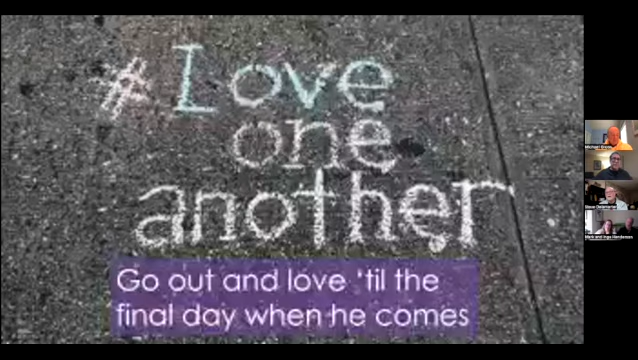 #Love
one
another
Go out and love 'til the
final day when he comes